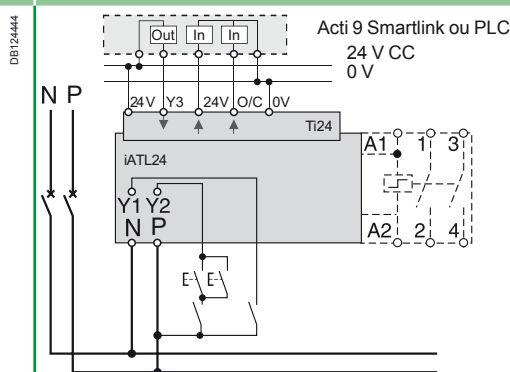 DB124444
Acti 9 Smartlink ou PLC
24 V CC
0 V
Out In In
N P
24V Y3 24V O/C 0V
Ti24
iATL24
A1 1 3
Y1 Y2
N P
A2 2 4
E E